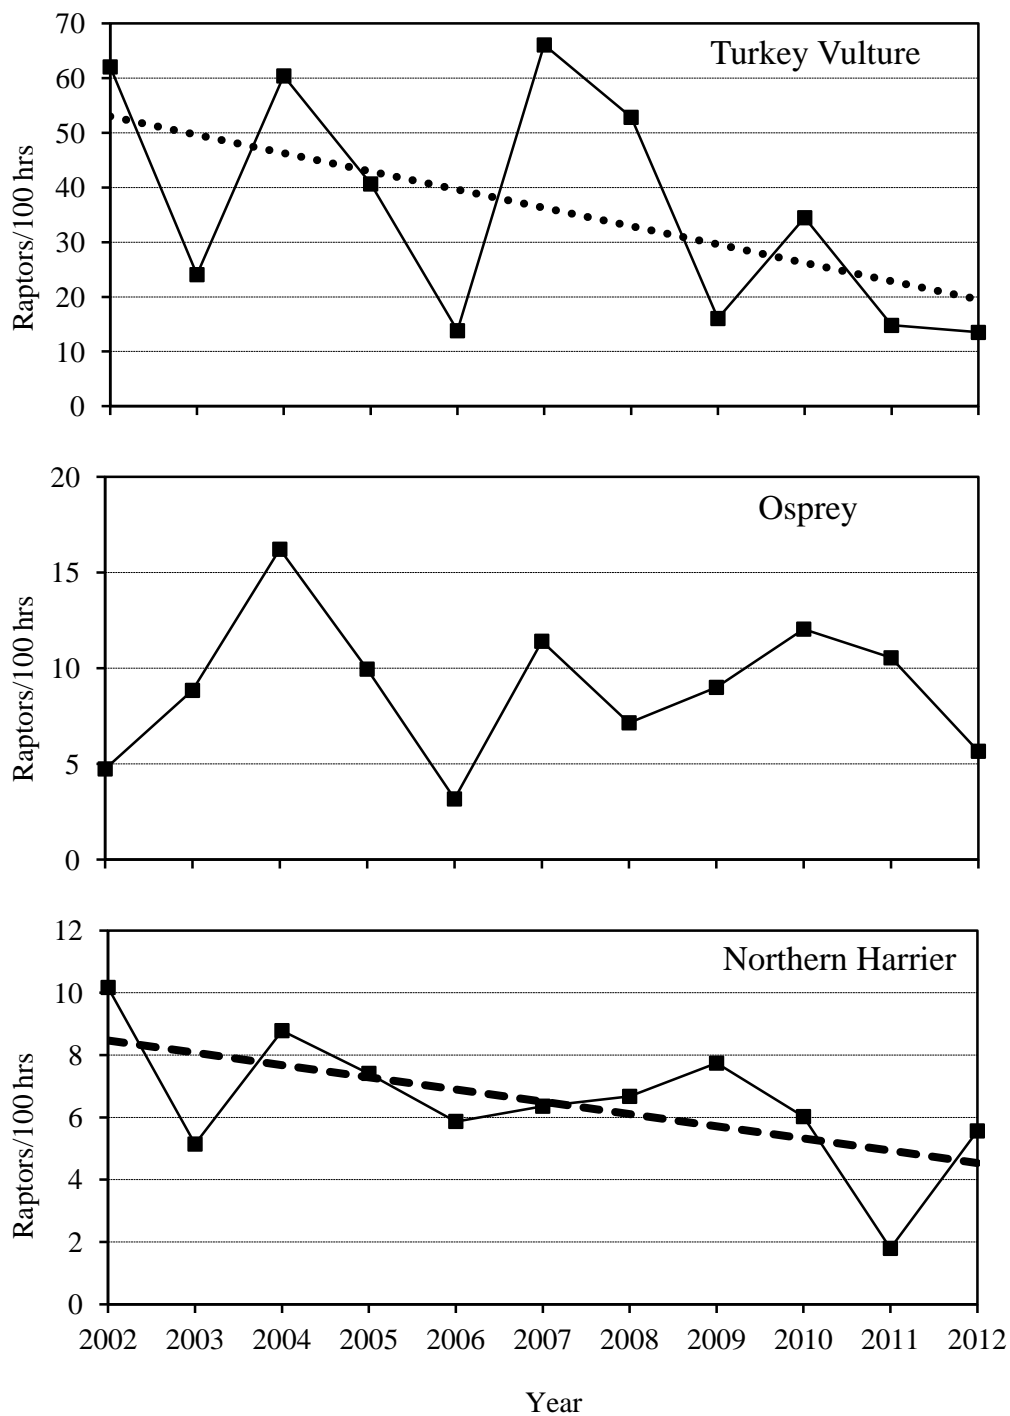 Turkey Vulture
Raptors/100 hrs
70
60
50
40
30
20
10
0
Osprey
Raptors/100 hrs
20
15
10
5
0
Northern Harrier
Raptors/100 hrs
12
10
8
6
4
2
0
2002 2003 2004 2005 2006 2007 2008 2009 2010 2011 2012
Year